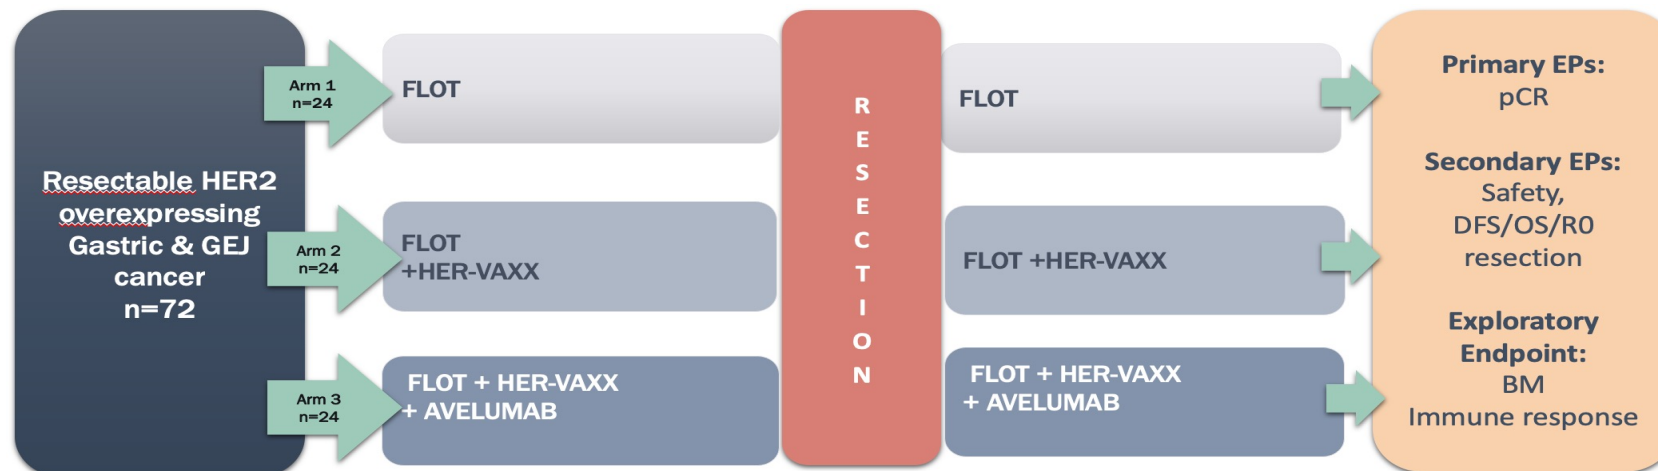 Resectable HER2
overexpressing
Gastric & GEJ
cancer
n=72
Arm 1
n=24
FLOT
Arm 2
n=24
FLOT
+HER-VAXX
Arm 3
n=24
FLOT + HER-VAXX
+ AVELUMAB
R
E
S
E
C
T
I
O
N
FLOT
FLOT +HER-VAXX
FLOT + HER-VAXX
+ AVELUMAB
Primary EPs:
pCR
Secondary EPs:
Safety,
DFS/OS/R0
resection
Exploratory
Endpoint:
BM
Immune response